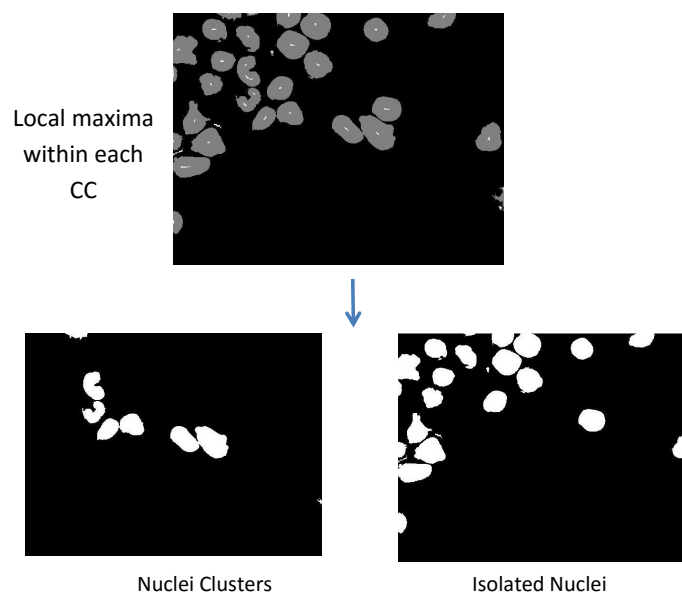 Local maxima
within each
CC
Nuclei Clusters
Isolated Nuclei